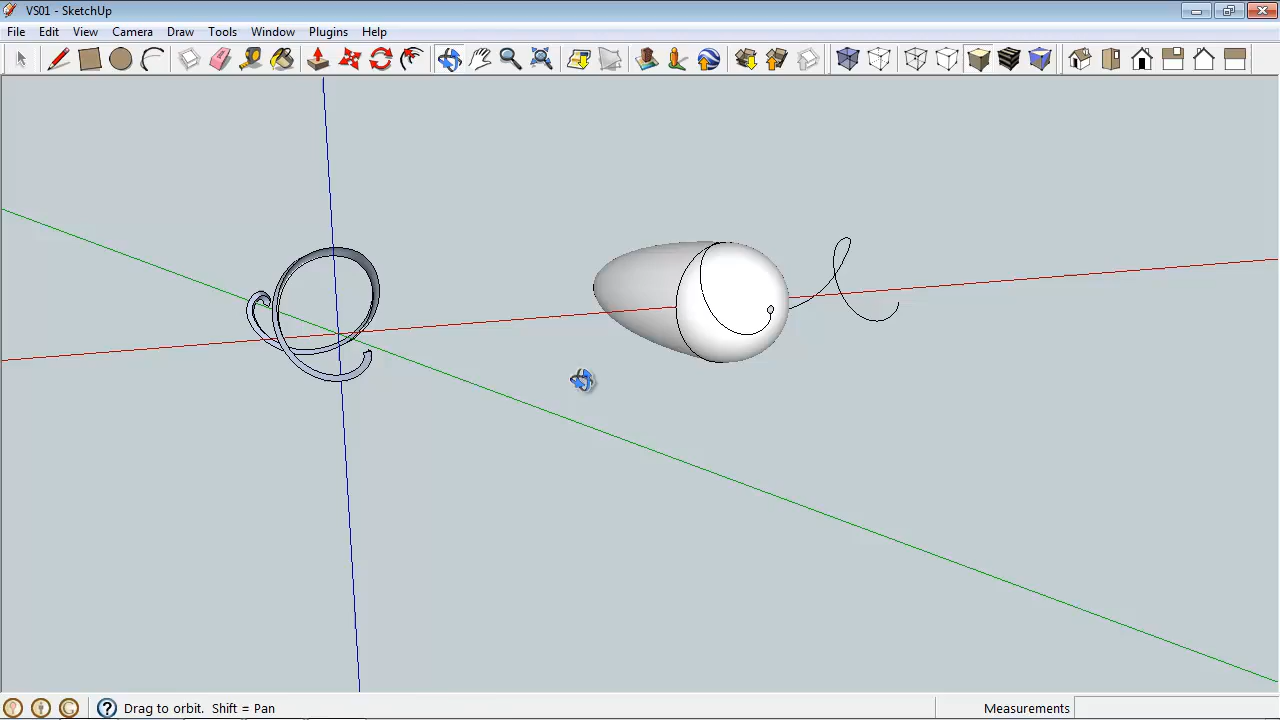 VS01 - SketchUp
File Edit View Camera Draw Tools Window Plugins Help
Drag to orbit. Shift = Pan
Measurements